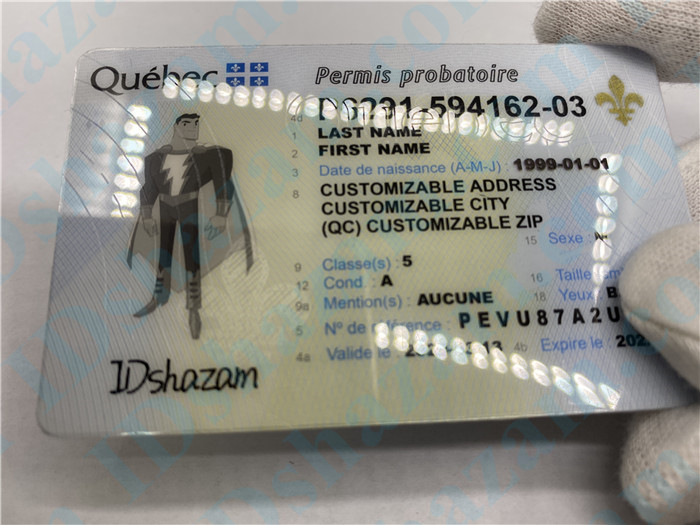 Québec
Permis probatoire
4d D6291-594162-03
1 LAST NAME
2 FIRST NAME
3 Date de naissance (A-M-J) : 1999-01-01
8 CUSTOMIZABLE ADDRESS
CUSTOMIZABLE CITY
(QC) CUSTOMIZABLE ZIP
15 Sexe
9 Classe(s) : 5
16 Taille
12 Cond. : A
18 Yeux :
9a Mention(s) : AUCUNE
5 N° de référence : PEVU87A2U
4a Valide le
4b Expire le :
IDshazam